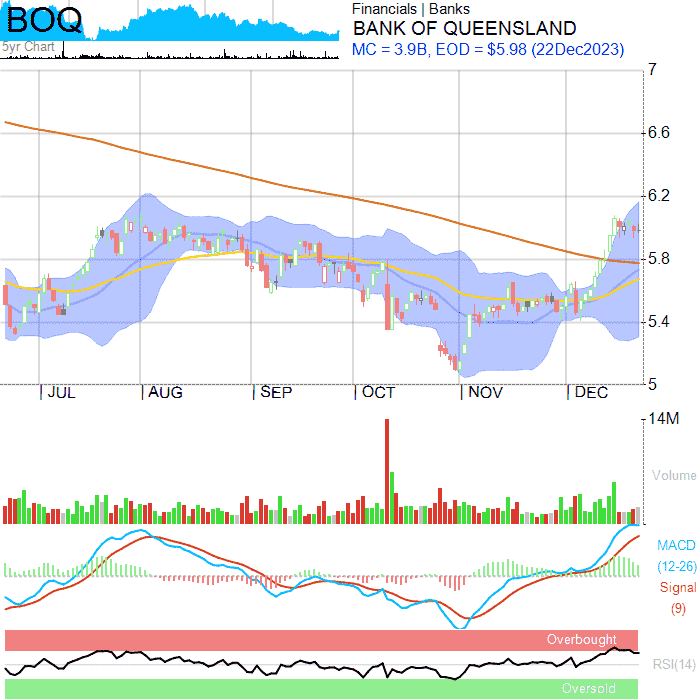 BOQ
5yr Chart
Financials | Banks
BANK OF QUEENSLAND
MC = 3.9B, EOD = $5.98 (22Dec2023)
7
6.6
6.2
5.8
5.4
5
| JUL | AUG | SEP | OCT | NOV | DEC
14M
Volume
MACD
(12-26)
Signal
(9)
Overbought
RSI(14)
Oversold